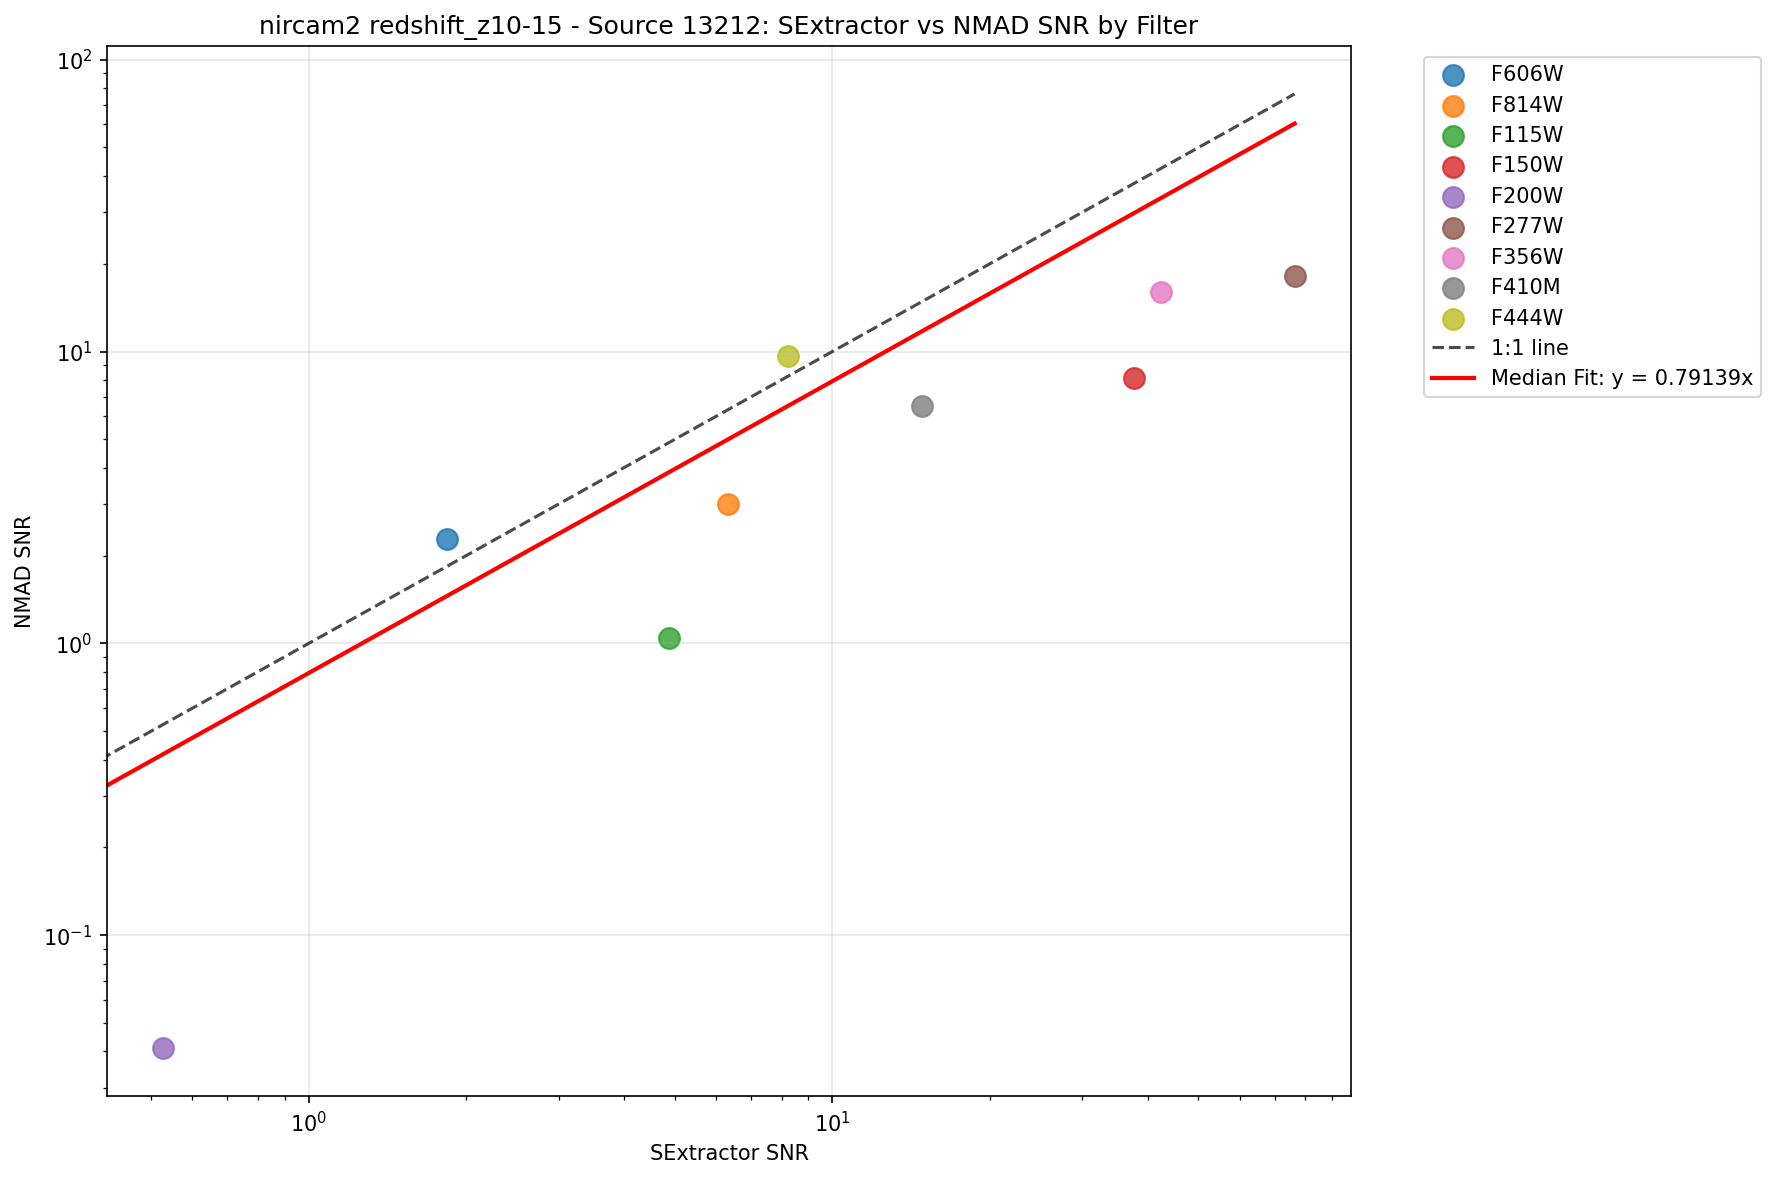 nircam2 redshift_z10-15 - Source 13212: SExtractor vs NMAD SNR by Filter
10²
10¹
10⁰
10⁻¹
NMAD SNR
10⁰
10¹
SExtractor SNR
F606W
F814W
F115W
F150W
F200W
F277W
F356W
F410M
F444W
1:1 line
Median Fit: y = 0.79139x